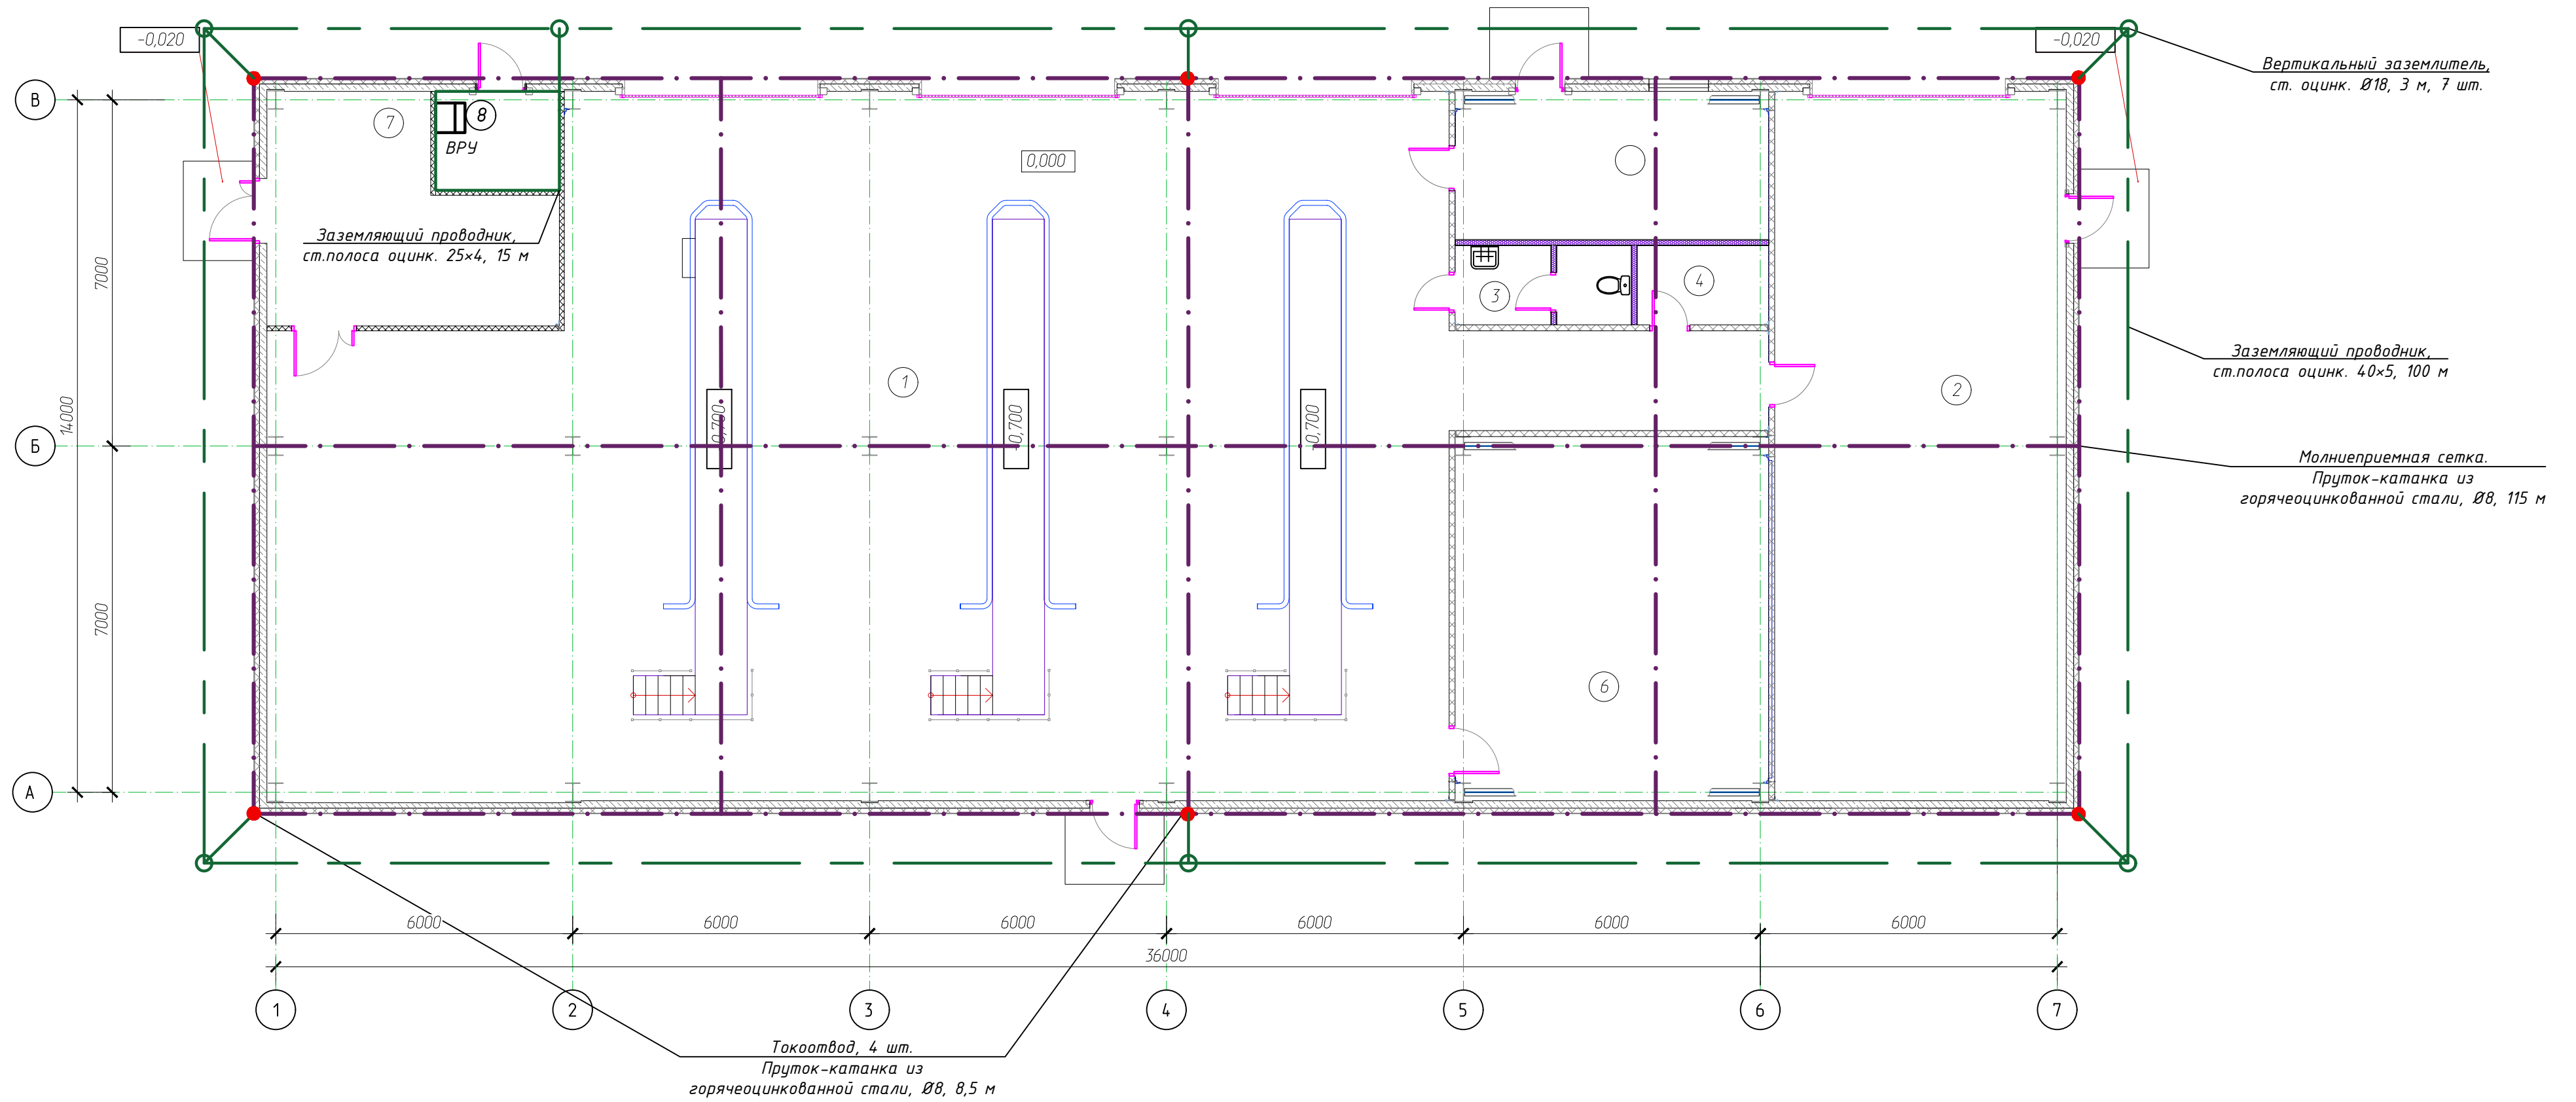 -0,020
-0,020
Вертикальный заземлитель,
ст. оцинк. Ø18, 3 м, 7 шт.
В
7
8
ВРУ
0,000
Заземляющий проводник,
ст.полоса оцинк. 25×4, 15 м
7000
3
4
Заземляющий проводник,
ст.полоса оцинк. 40×5, 100 м
1
2
14000
-0,700
-0,700
-0,700
Б
Молниеприемная сетка.
Пруток-катанка из
горячеоцинкованной стали, Ø8, 115 м
7000
6
А
6000
6000
6000
6000
6000
6000
36000
1
2
3
4
5
6
7
Токоотвод, 4 шт.
Пруток-катанка из
горячеоцинкованной стали, Ø8, 8,5 м